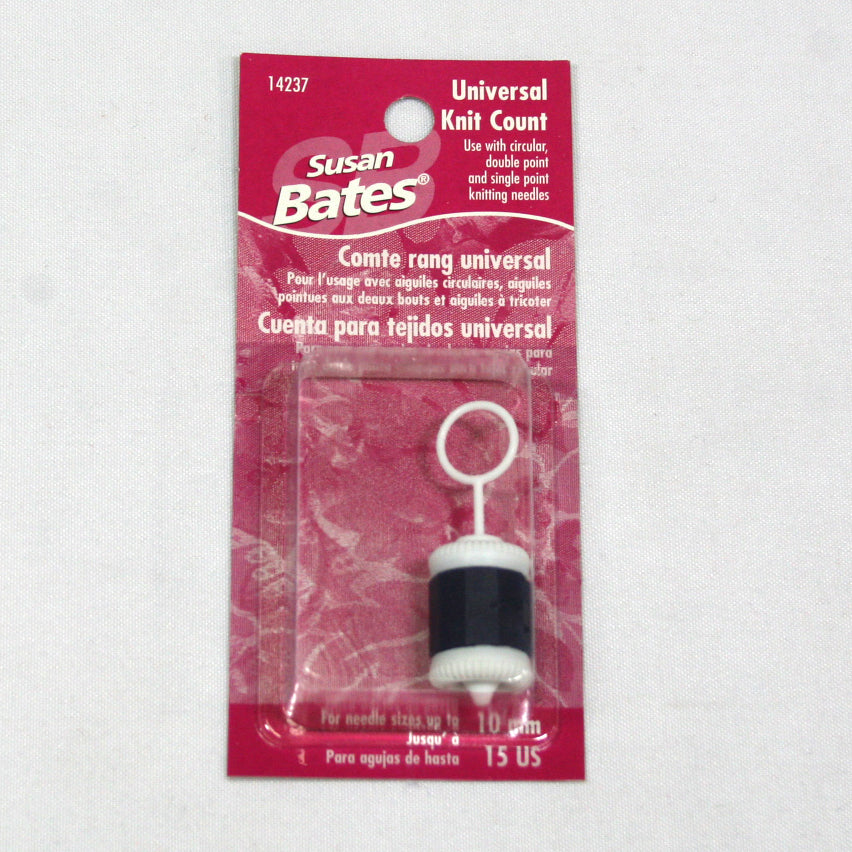 14237
Universal
Knit Count
Use with circular,
double point
and single point
knitting needles
SB
Susan
Bates®
Comte rang universal
Pour l'usage avec aiguiles circulaires, aiguiles
pointues aux deaux bouts et aiguiles à tricoter
Cuenta para tejidos universal
para
For needle sizes up to 10 mm
Jusqu' à
Para agujas de hasta 15 US